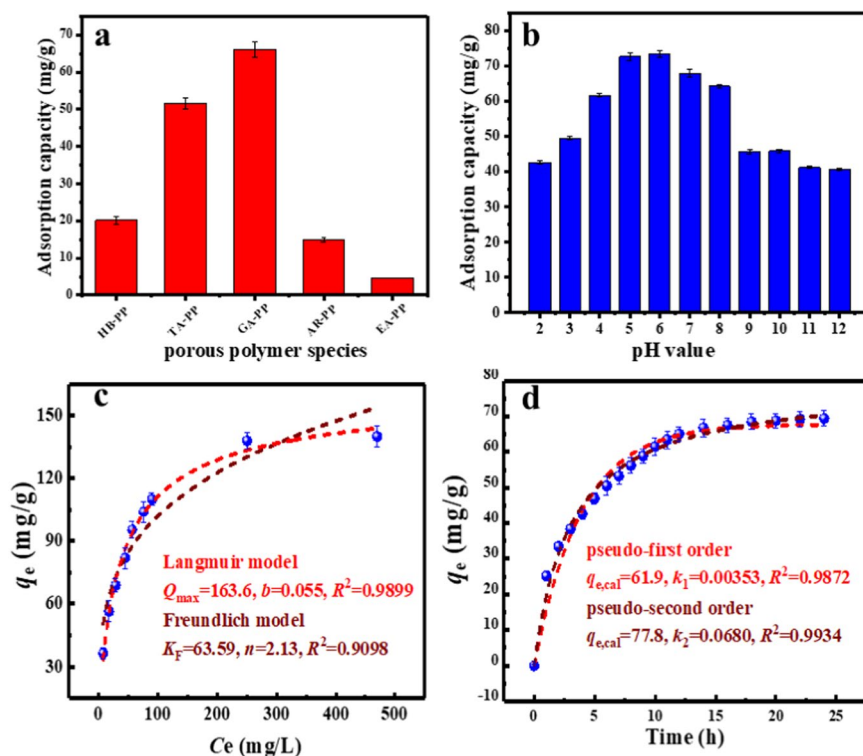 a
Adsorption capacity (mg/g)
70
60
50
40
30
20
10
0
HB-PP
TA-PP
GA-PP
AR-PP
EA-PP
porous polymer species
b
Adsorption capacity (mg/g)
90
80
70
60
50
40
30
20
10
0
2 3 4 5 6 7 8 9 10 11 12
pH value
c
qe (mg/g)
150
120
90
60
30
Langmuir model
Qmax=163.6, b=0.055, R²=0.9899
Freundlich model
KF=63.59, n=2.13, R²=0.9098
0 100 200 300 400 500
Ce (mg/L)
d
qe (mg/g)
80
70
60
50
40
30
20
10
0
-10
pseudo-first order
qe,cal=61.9, k1=0.00353, R²=0.9872
pseudo-second order
qe,cal=77.8, k2=0.0680, R²=0.9934
0 5 10 15 20 25
Time (h)